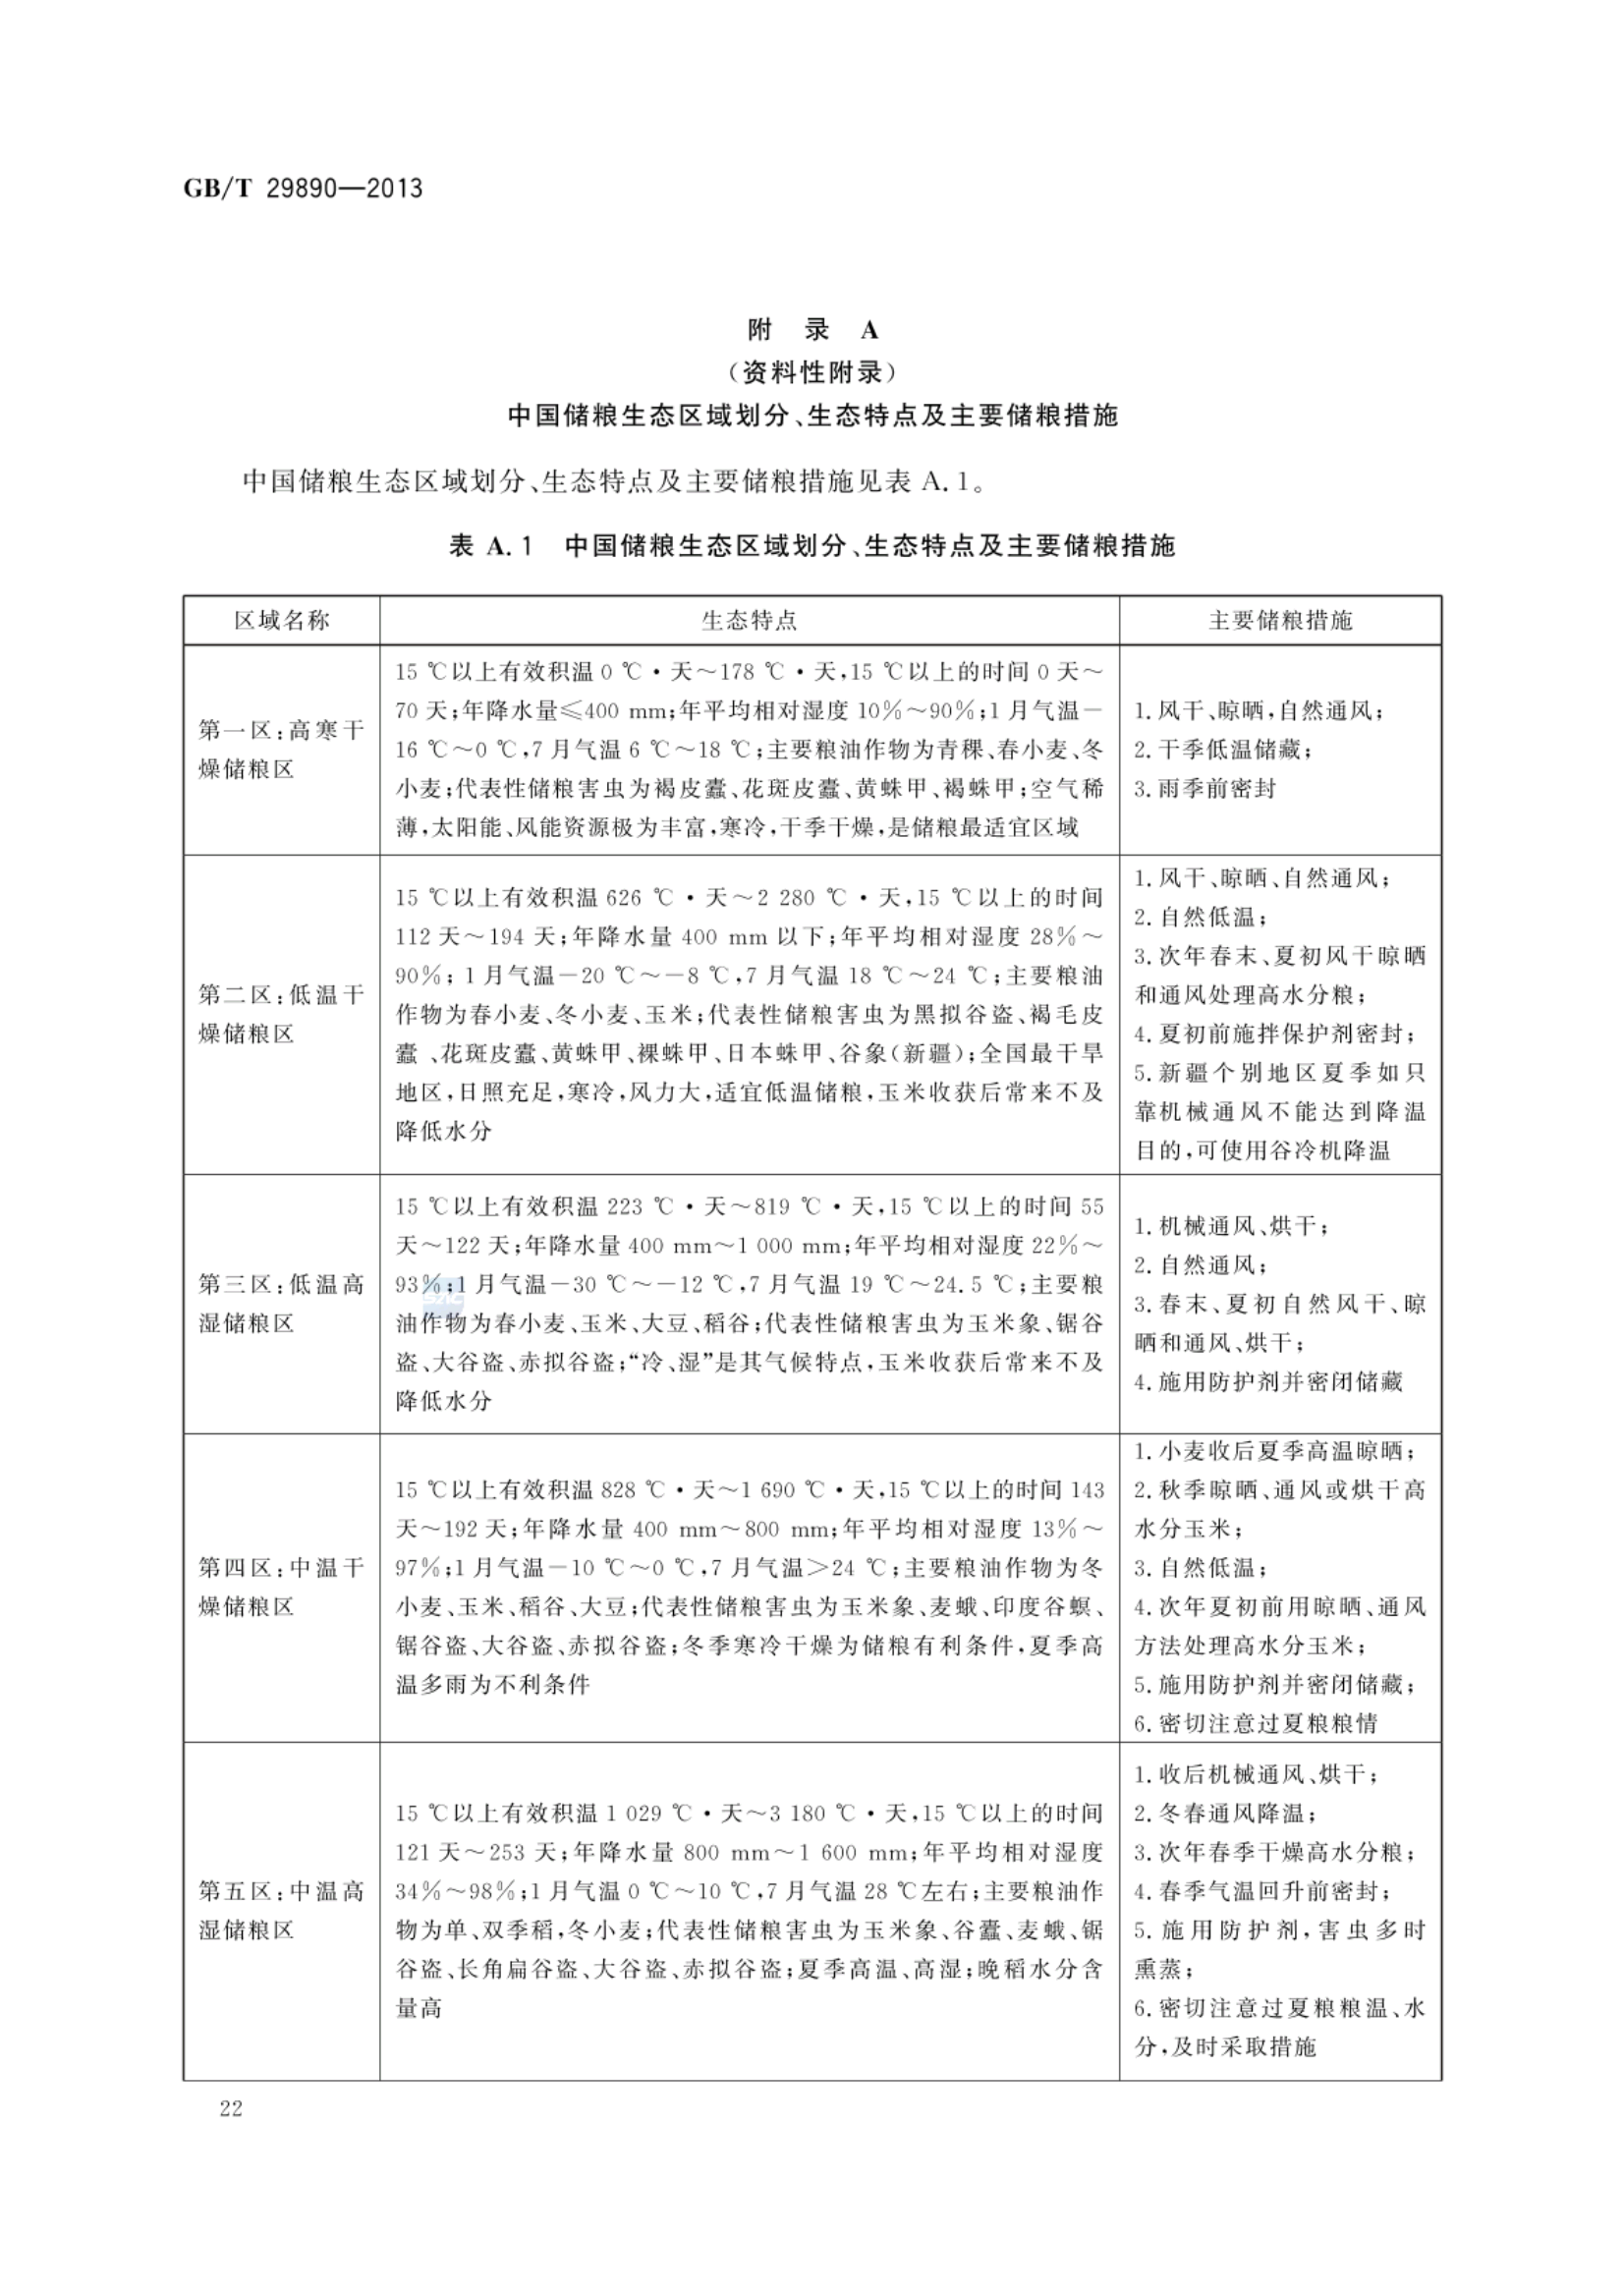 GB/T 29890—2013
附 录 A
(资料性附录)
中国储粮生态区域划分、生态特点及主要储粮措施
中国储粮生态区域划分、生态特点及主要储粮措施见表 A.1。
表 A.1 中国储粮生态区域划分、生态特点及主要储粮措施
区域名称
生态特点
主要储粮措施
第一区:高寒干
燥储粮区
15 ℃以上有效积温 0 ℃·天～178 ℃·天,15 ℃以上的时间 0 天～
70 天;年降水量≤400 mm;年平均相对湿度 10%～90%;1 月气温—
16 ℃～0 ℃,7 月气温 6 ℃～18 ℃;主要粮油作物为青稞、春小麦、冬
小麦;代表性储粮害虫为褐皮蠹、花斑皮蠹、黄蛛甲、褐蛛甲;空气稀
薄,太阳能、风能资源极为丰富,寒冷,干季干燥,是储粮最适宜区域
1.风干、晾晒,自然通风;
2.干季低温储藏;
3.雨季前密封
第二区:低温干
燥储粮区
15 ℃以上有效积温 626 ℃·天～2 280 ℃·天,15 ℃以上的时间
112 天～194 天;年降水量 400 mm 以下;年平均相对湿度 28%～
90%; 1 月气温—20 ℃～—8 ℃,7 月气温 18 ℃～24 ℃;主要粮油
作物为春小麦、冬小麦、玉米;代表性储粮害虫为黑拟谷盗、褐毛皮
蠹 、花斑皮蠹、黄蛛甲、裸蛛甲、日本蛛甲、谷象(新疆);全国最干旱
地区,日照充足,寒冷,风力大,适宜低温储粮,玉米收获后常来不及
降低水分
1.风干、晾晒、自然通风;
2.自然低温;
3.次年春末、夏初风干晾晒
和通风处理高水分粮;
4.夏初前施拌保护剂密封;
5.新疆个别地区夏季如只
靠机械通风不能达到降温
目的,可使用谷冷机降温
第三区:低温高
湿储粮区
15 ℃以上有效积温 223 ℃·天～819 ℃·天,15 ℃以上的时间 55
天～122 天;年降水量 400 mm～1 000 mm;年平均相对湿度 22%～
93%;1 月气温—30 ℃～—12 ℃,7 月气温 19 ℃～24.5 ℃;主要粮
油作物为春小麦、玉米、大豆、稻谷;代表性储粮害虫为玉米象、锯谷
盗、大谷盗、赤拟谷盗;“冷、湿”是其气候特点,玉米收获后常来不及
降低水分
1.机械通风、烘干;
2.自然通风;
3.春末、夏初自然风干、晾
晒和通风、烘干;
4.施用防护剂并密闭储藏
第四区:中温干
燥储粮区
15 ℃以上有效积温 828 ℃·天～1 690 ℃·天,15 ℃以上的时间 143
天～192 天;年降水量 400 mm～800 mm;年平均相对湿度 13%～
97%;1 月气温—10 ℃～0 ℃,7 月气温>24 ℃;主要粮油作物为冬
小麦、玉米、稻谷、大豆;代表性储粮害虫为玉米象、麦蛾、印度谷螟、
锯谷盗、大谷盗、赤拟谷盗;冬季寒冷干燥为储粮有利条件,夏季高
温多雨为不利条件
1.小麦收后夏季高温晾晒;
2.秋季晾晒、通风或烘干高
水分玉米;
3.自然低温;
4.次年夏初前用晾晒、通风
方法处理高水分玉米;
5.施用防护剂并密闭储藏;
6.密切注意过夏粮粮情
第五区:中温高
湿储粮区
15 ℃以上有效积温 1 029 ℃·天～3 180 ℃·天,15 ℃以上的时间
121 天～253 天;年降水量 800 mm～1 600 mm;年平均相对湿度
34%～98%;1 月气温 0 ℃～10 ℃,7 月气温 28 ℃左右;主要粮油作
物为单、双季稻,冬小麦;代表性储粮害虫为玉米象、谷蠹、麦蛾、锯
谷盗、长角扁谷盗、大谷盗、赤拟谷盗;夏季高温、高湿;晚稻水分含
量高
1.收后机械通风、烘干;
2.冬春通风降温;
3.次年春季干燥高水分粮;
4.春季气温回升前密封;
5.施用防护剂,害虫多时
熏蒸;
6.密切注意过夏粮粮温、水
分,及时采取措施
22